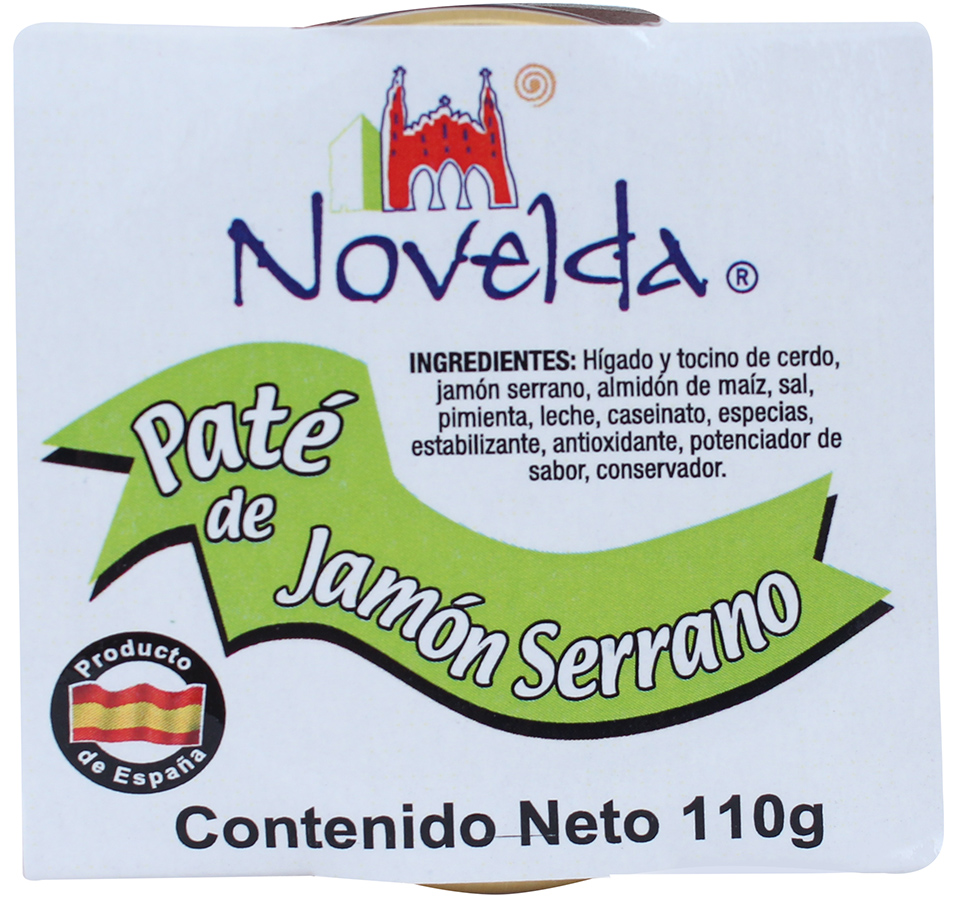 Novelda®
INGREDIENTES: Hígado y tocino de cerdo,
jamón serrano, almidón de maíz, sal,
pimienta, leche, caseinato, especias,
estabilizante, antioxidante, potenciador de
sabor, conservador.
Paté
de
Jamón Serrano
Producto
de España
Contenido Neto 110g